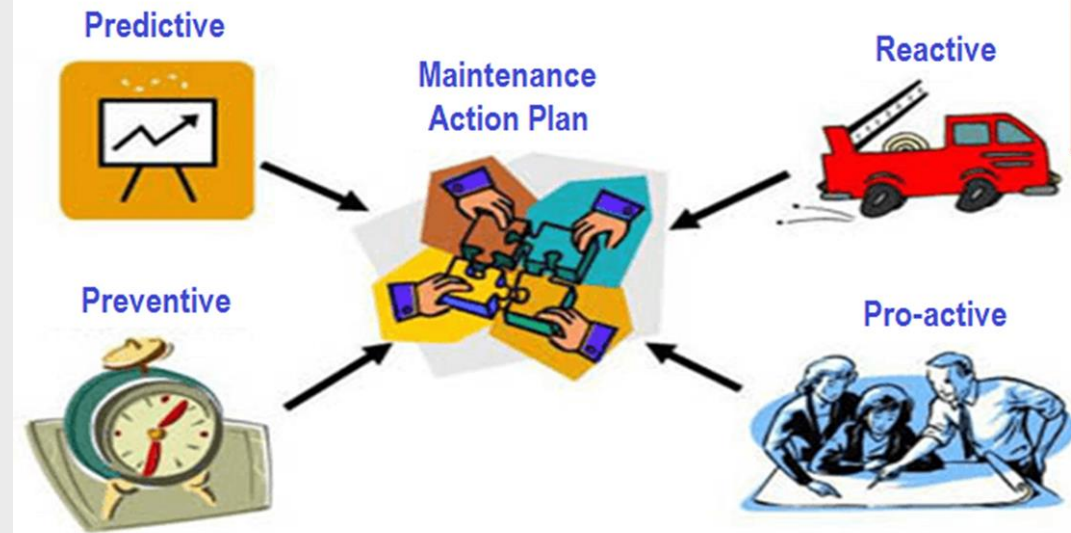 Predictive
Maintenance
Action Plan
Reactive
Preventive
Pro-active